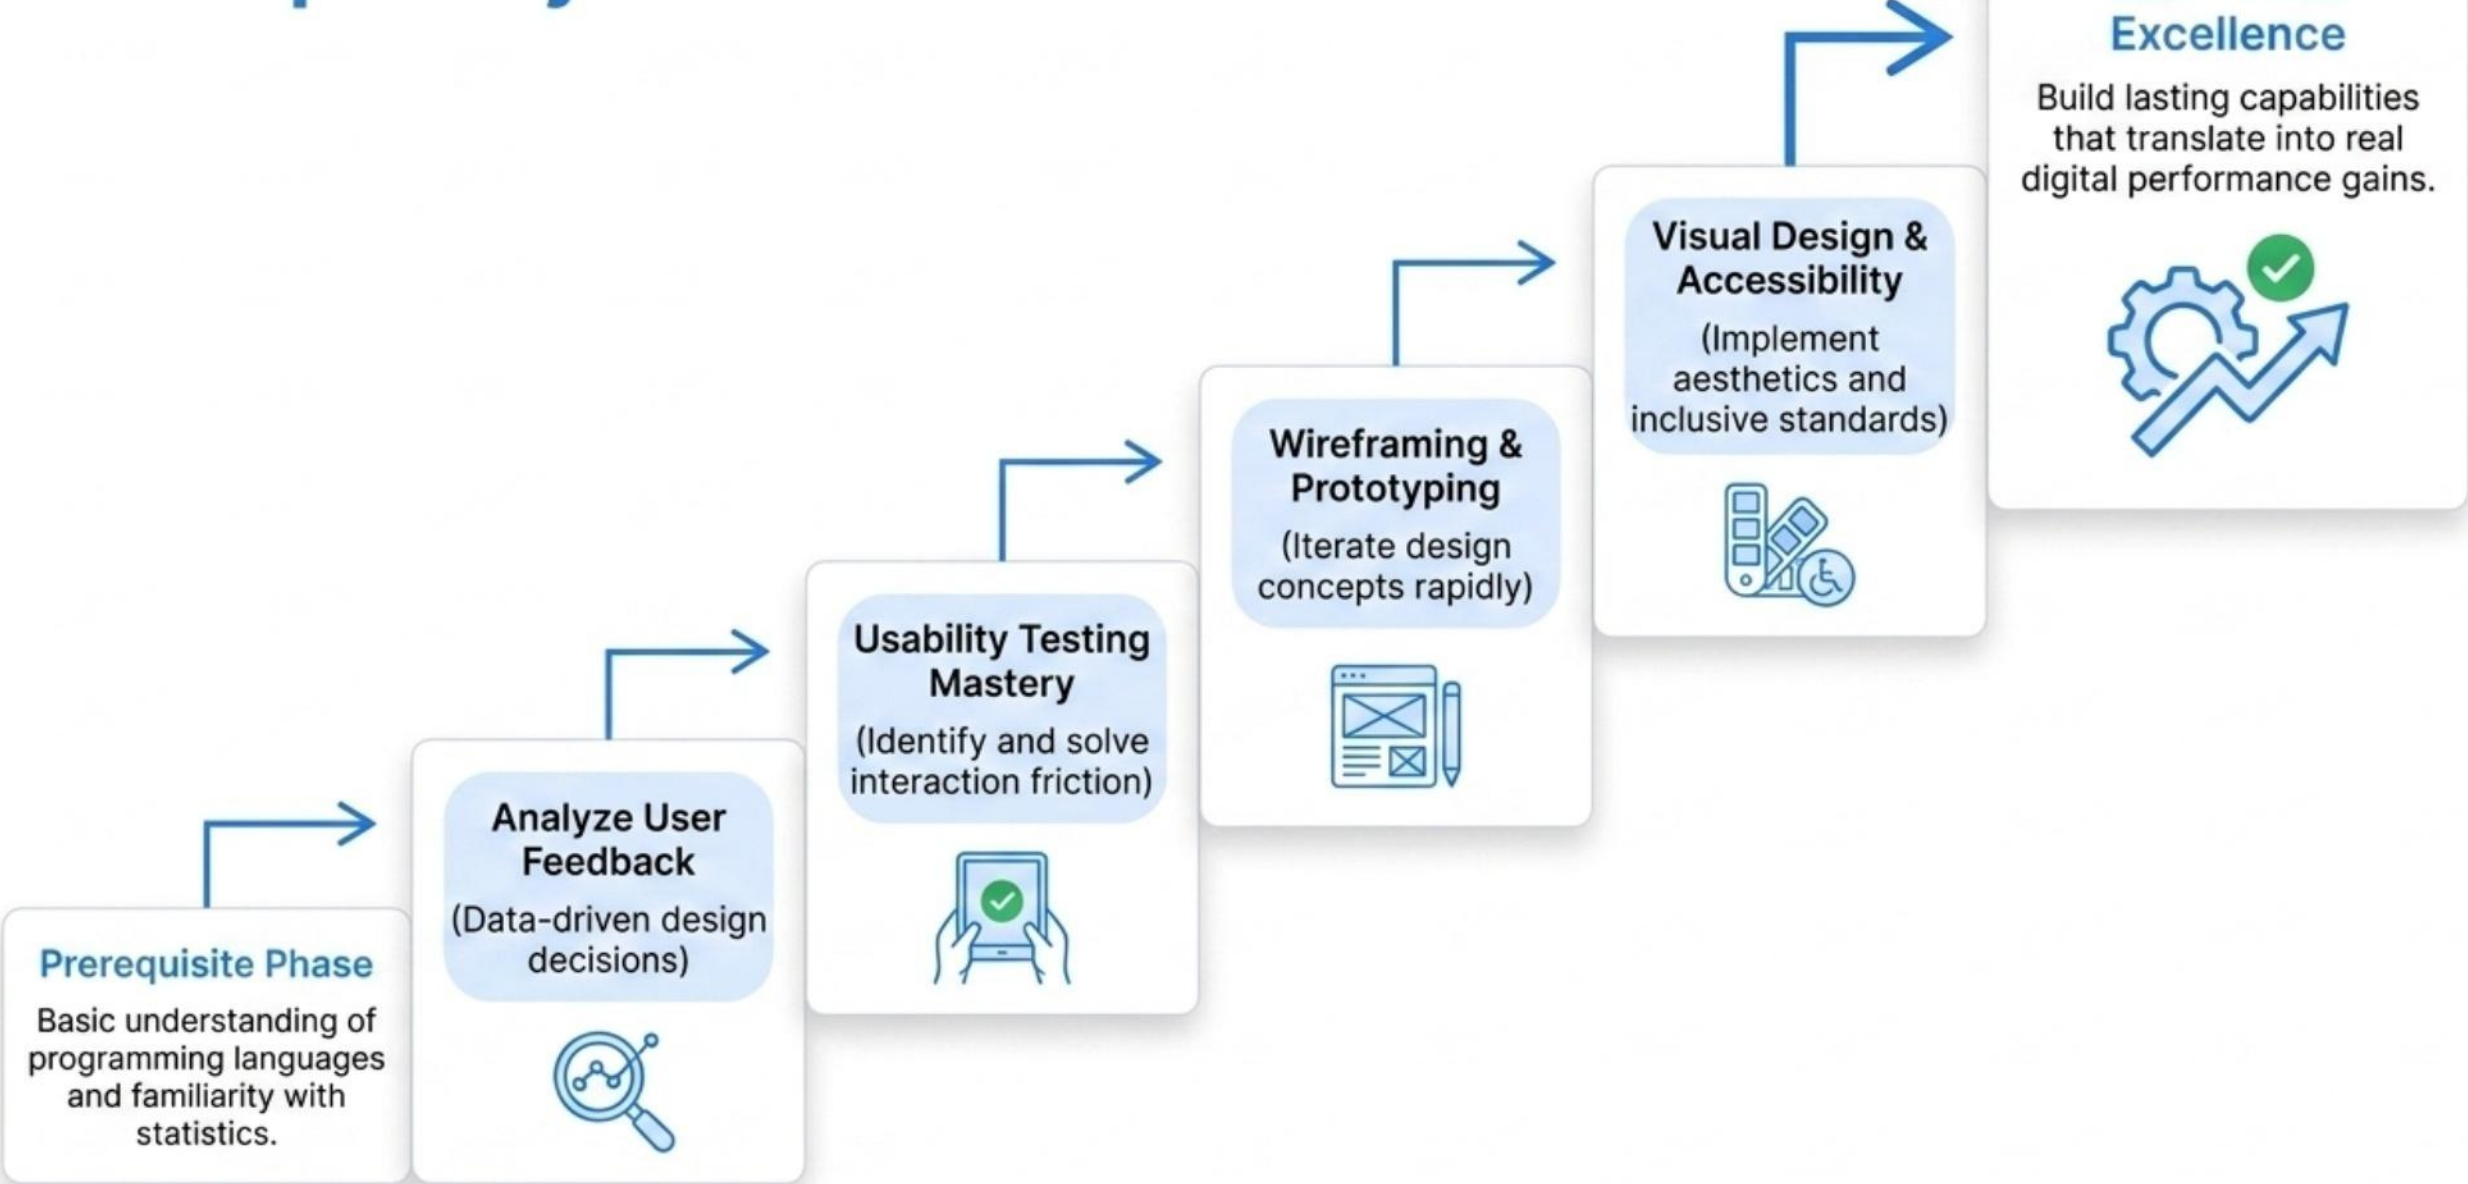 Prerequisite Phase
Basic understanding of
programming languages
and familiarity with
statistics.
Analyze User
Feedback
(Data-driven design
decisions)
Usability Testing
Mastery
(Identify and solve
interaction friction)
Wireframing &
Prototyping
(Iterate design
concepts rapidly)
Visual Design &
Accessibility
(Implement
aesthetics and
inclusive standards)
Excellence
Build lasting capabilities
that translate into real
digital performance gains.